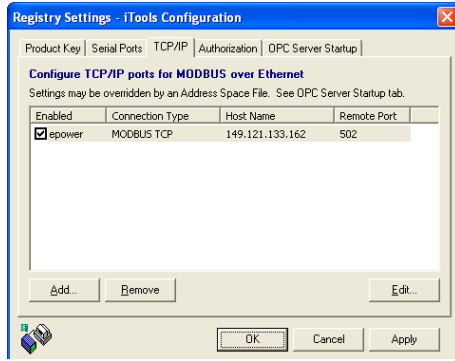 Registry Settings - iTools Configuration
Product Key Serial Ports TCP/IP Authorization OPC Server Startup
Configure TCP/IP ports for MODBUS over Ethernet
Settings may be overridden by an Address Space File. See OPC Server Startup tab.
Enabled Connection Type Host Name Remote Port
epower MODBUS TCP 149.121.133.162 502
Add... Remove Edit...
OK Cancel Apply